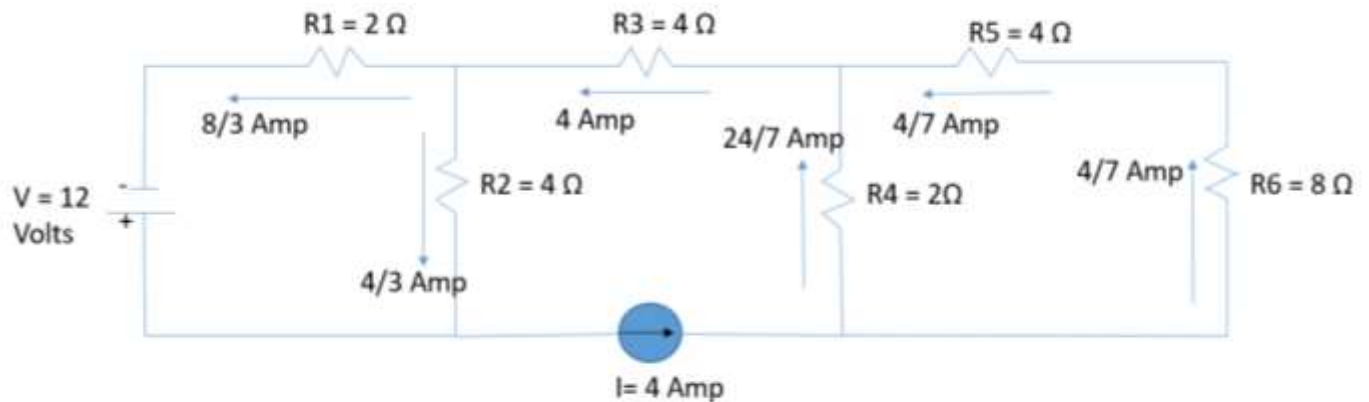 R1 = 2 Ω
R3 = 4 Ω
R5 = 4 Ω
8/3 Amp
4 Amp
24/7 Amp
4/7 Amp
V = 12
Volts
-
+
R2 = 4 Ω
R4 = 2Ω
4/7 Amp
R6 = 8 Ω
4/3 Amp
I= 4 Amp